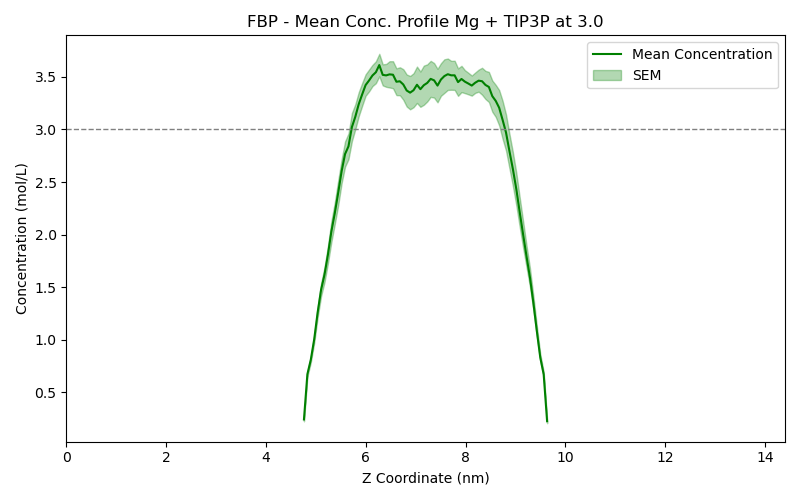 FBP - Mean Conc. Profile Mg + TIP3P at 3.0
Mean Concentration
SEM
3.5
3.0
2.5
2.0
1.5
1.0
0.5
Concentration (mol/L)
0 2 4 6 8 10 12 14
Z Coordinate (nm)